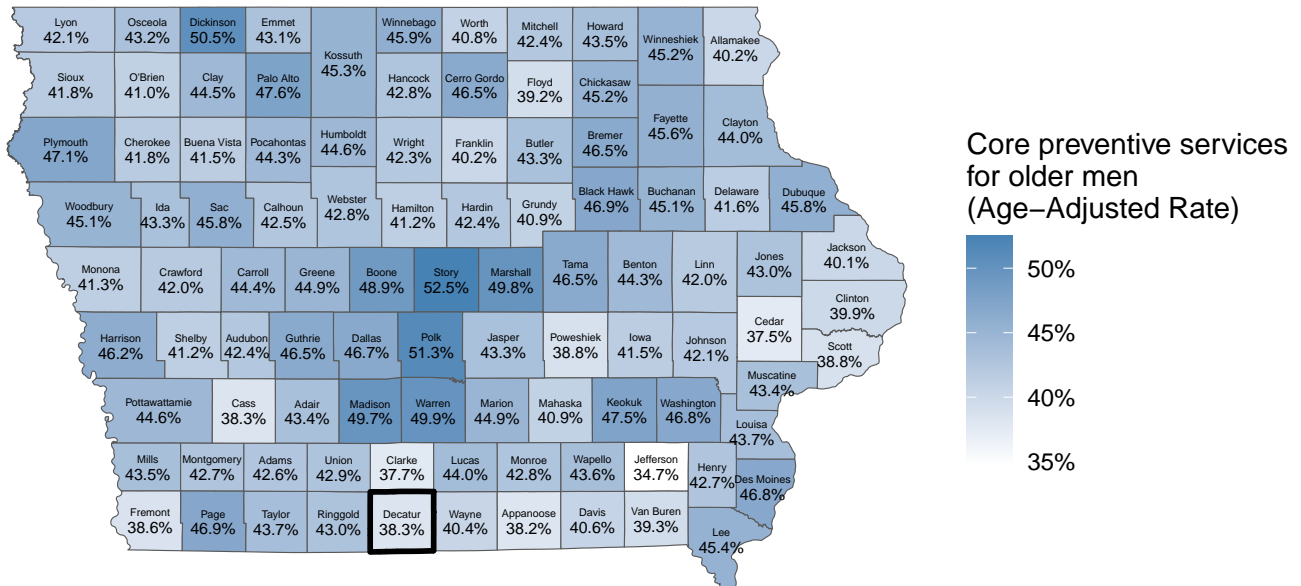 Lyon
42.1%
Osceola
43.2%
Dickinson
50.5%
Emmet
43.1%
Kossuth
45.3%
Winnebago
45.9%
Worth
40.8%
Mitchell
42.4%
Howard
43.5%
Winneshiek
45.2%
Allamakee
40.2%
Sioux
41.8%
O'Brien
41.0%
Clay
44.5%
Palo Alto
47.6%
Hancock
42.8%
Cerro Gordo
46.5%
Floyd
39.2%
Chickasaw
45.2%
Fayette
45.6%
Clayton
44.0%
Plymouth
47.1%
Cherokee
41.8%
Buena Vista
41.5%
Pocahontas
44.3%
Humboldt
44.6%
Wright
42.3%
Franklin
40.2%
Butler
43.3%
Bremer
46.5%
Woodbury
45.1%
Ida
43.3%
Sac
45.8%
Calhoun
42.5%
Webster
42.8%
Hamilton
41.2%
Hardin
42.4%
Grundy
40.9%
Black Hawk
46.9%
Buchanan
45.1%
Delaware
41.6%
Dubuque
45.8%
Monona
41.3%
Crawford
42.0%
Carroll
44.4%
Greene
44.9%
Boone
48.9%
Story
52.5%
Marshall
49.8%
Tama
46.5%
Benton
44.3%
Linn
42.0%
Jones
43.0%
Jackson
40.1%
Clinton
39.9%
Harrison
46.2%
Shelby
41.2%
Audubon
42.4%
Guthrie
46.5%
Dallas
46.7%
Polk
51.3%
Jasper
43.3%
Poweshiek
38.8%
Iowa
41.5%
Johnson
42.1%
Cedar
37.5%
Scott
38.8%
Muscatine
43.4%
Pottawattamie
44.6%
Cass
38.3%
Adair
43.4%
Madison
49.7%
Warren
49.9%
Marion
44.9%
Mahaska
40.9%
Keokuk
47.5%
Washington
46.8%
Louisa
43.7%
Mills
43.5%
Montgomery
42.7%
Adams
42.6%
Union
42.9%
Clarke
37.7%
Lucas
44.0%
Monroe
42.8%
Wapello
43.6%
Jefferson
34.7%
Henry
42.7%
Des Moines
46.8%
Fremont
38.6%
Page
46.9%
Taylor
43.7%
Ringgold
43.0%
Decatur
38.3%
Wayne
40.4%
Appanoose
38.2%
Davis
40.6%
Van Buren
39.3%
Lee
45.4%
Core preventive services
for older men
(Age−Adjusted Rate)
50%
45%
40%
35%